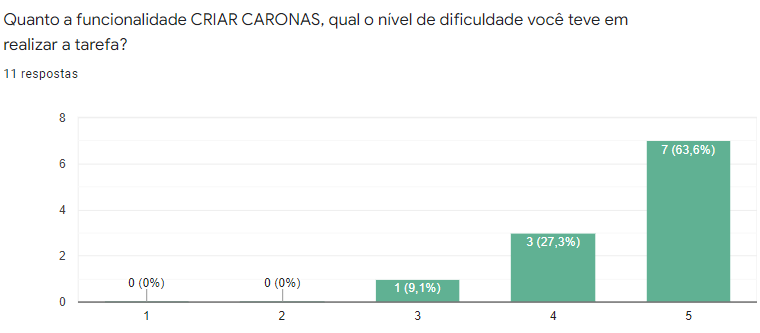 Quanto a funcionalidade CRIAR CARONAS, qual o nível de dificuldade você teve em
realizar a tarefa?
11 respostas
8
6
4
2
0
0 (0%)
0 (0%)
1 (9,1%)
3 (27,3%)
7 (63,6%)
1 2 3 4 5